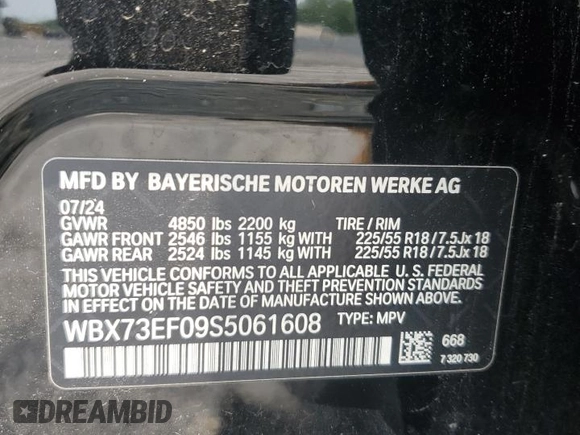 MFD BY BAYERISCHE MOTOREN WERKE AG
07/24
GVWR 4850 lbs 2200 kg TIRE / RIM
GAWR FRONT 2546 lbs 1155 kg WITH 225/55 R18 / 7.5Jx 18
GAWR REAR 2524 lbs 1145 kg WITH 225/55 R18 / 7.5Jx 18
THIS VEHICLE CONFORMS TO ALL APPLICABLE U. S. FEDERAL
MOTOR VEHICLE SAFETY AND THEFT PREVENTION STANDARDS
IN EFFECT ON THE DATE OF MANUFACTURE SHOWN ABOVE.
WBX73EF09S5061608 TYPE: MPV
668
7 320 730
DREAMBID